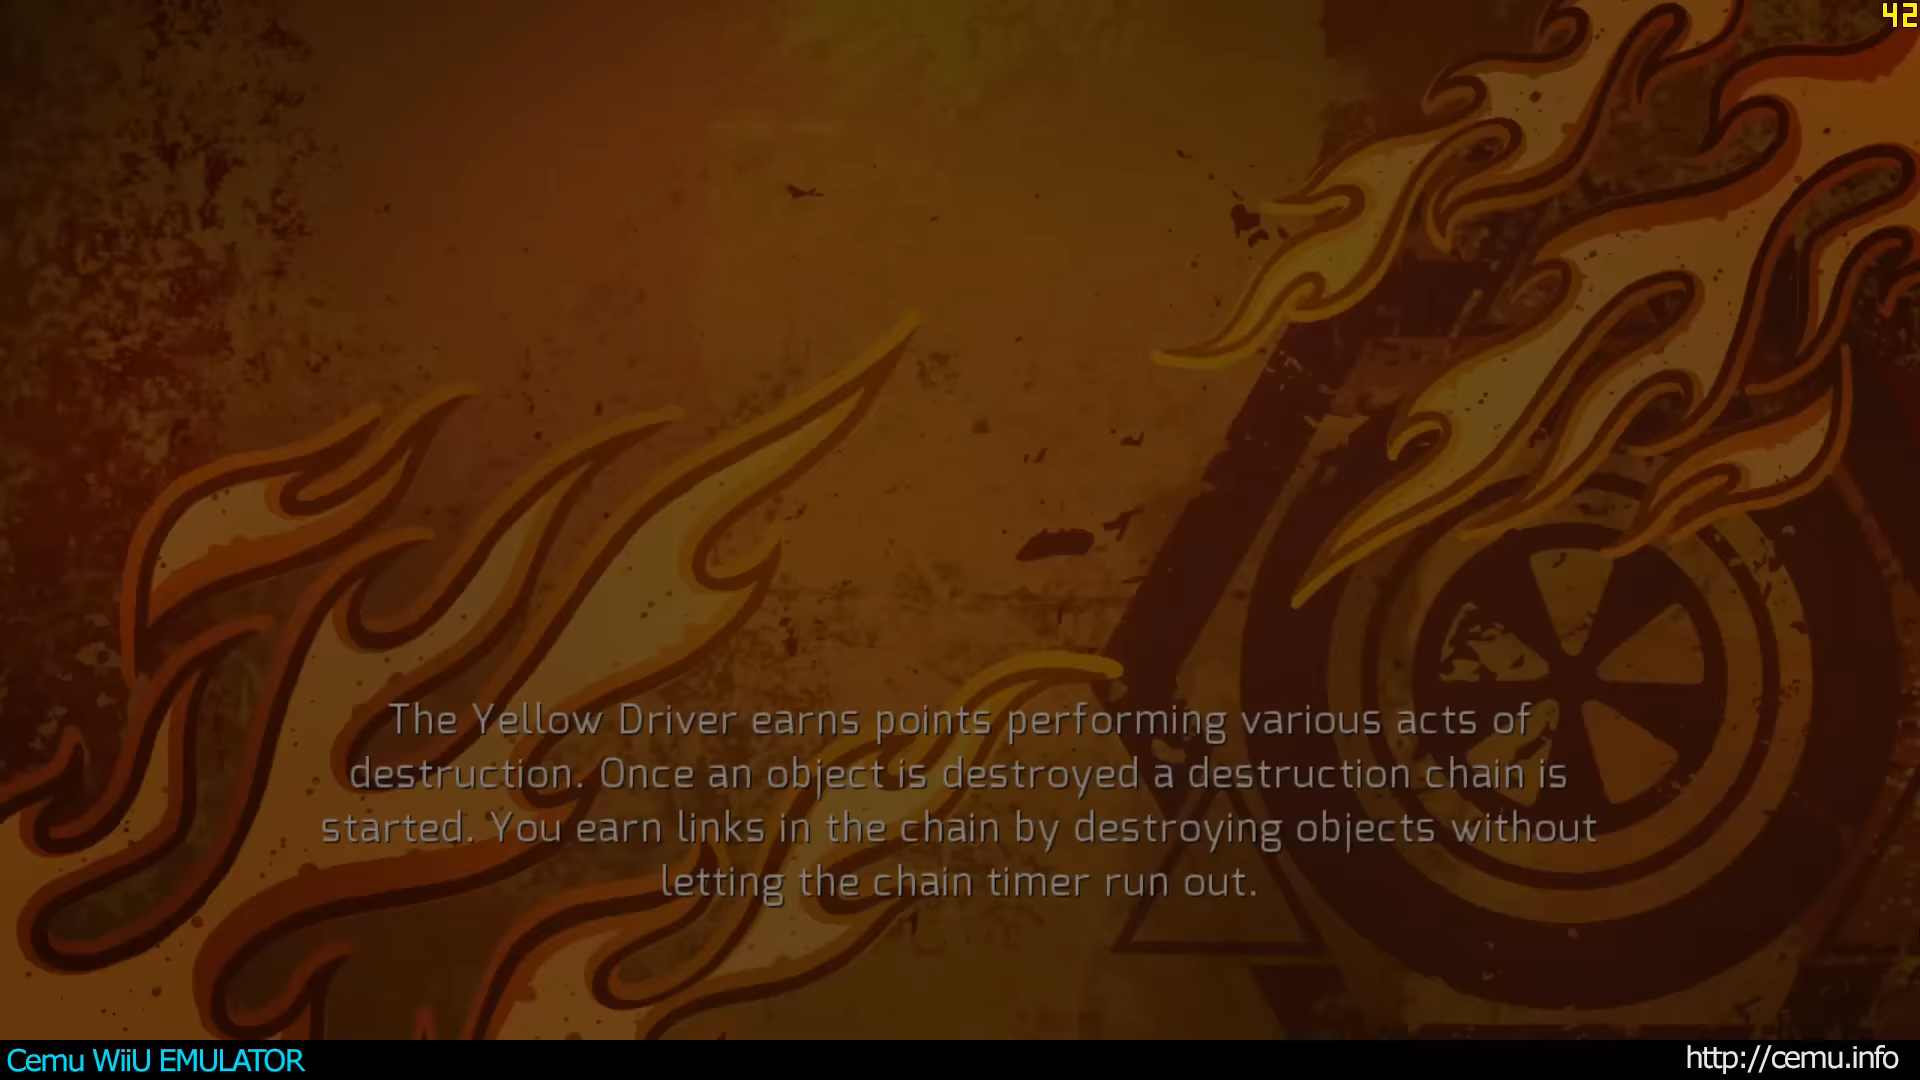 42
The Yellow Driver earns points performing various acts of
destruction. Once an object is destroyed a destruction chain is
started. You earn links in the chain by destroying objects without
letting the chain timer run out.
Cemu WiiU EMULATOR
http://cemu.info